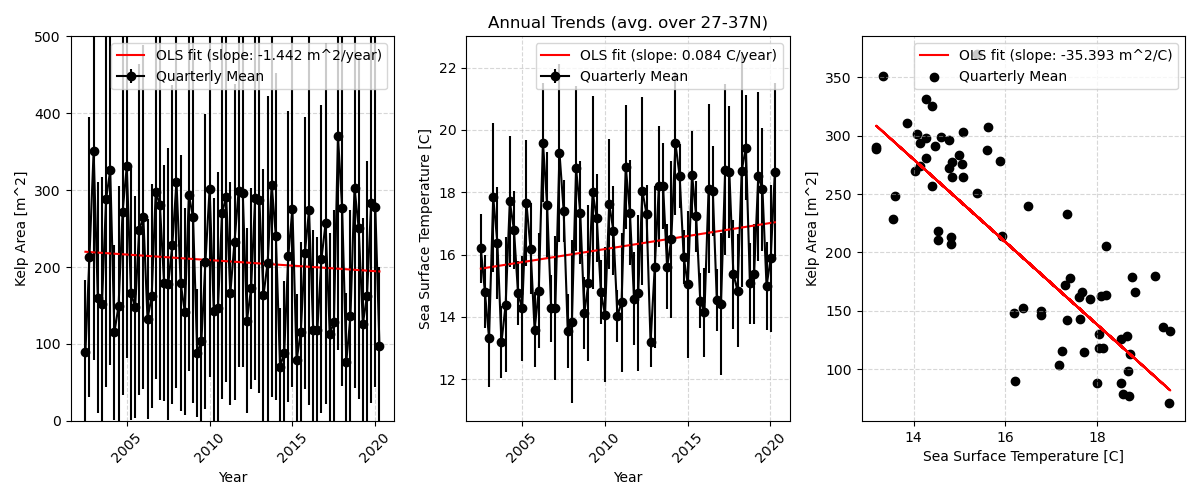 Annual Trends (avg. over 27-37N)
OLS fit (slope: -1.442 m^2/year)
Quarterly Mean
500
400
300
200
100
0
Kelp Area [m^2]
2005
2010
2015
2020
Year
OLS fit (slope: 0.084 C/year)
Quarterly Mean
22
20
18
16
14
12
Sea Surface Temperature [C]
2005
2010
2015
2020
Year
OLS fit (slope: -35.393 m^2/C)
Quarterly Mean
350
300
250
200
150
100
Kelp Area [m^2]
14
16
18
Sea Surface Temperature [C]